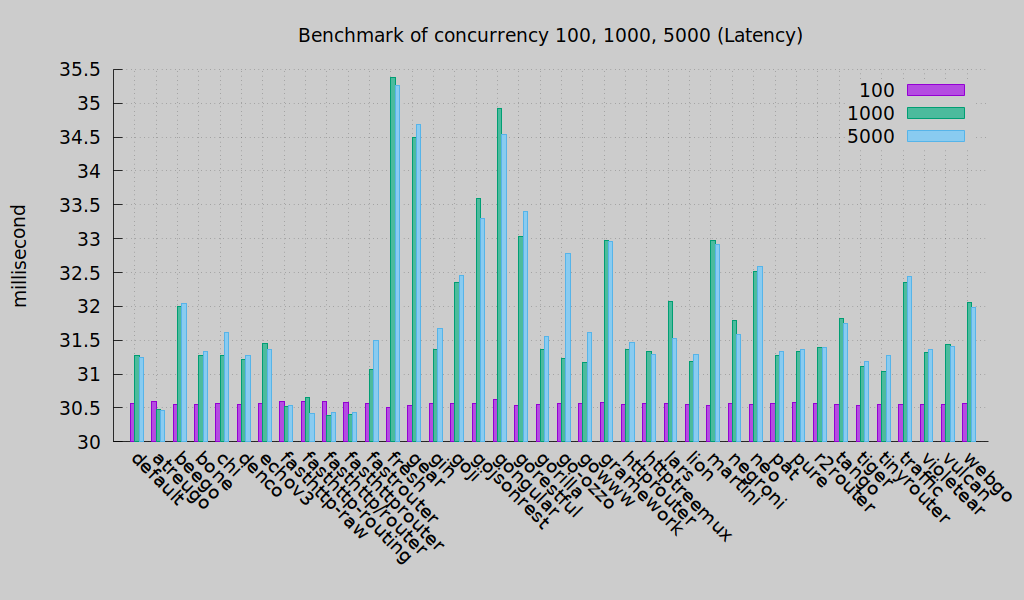 Benchmark of concurrency 100, 1000, 5000 (Latency)
millisecond
35.5
35
34.5
34
33.5
33
32.5
32
31.5
31
30.5
30
100
1000
5000
default
atreugo
beego
bone
chi
denco
echov3
fasthttp-raw
fasthttp-routing
fasthttp/router
fasthttprouter
fastrouter
fresh
gear
gin
goji
gojsonrest
gongular
gorestful
gorilla
gorozzo
gowww
gramework
httprouter
httptreemux
lars
lion
martini
negroni
neo
pat
pure
r2router
tango
tiger
tinyrouter
traffic
violetear
vulcan
webgo